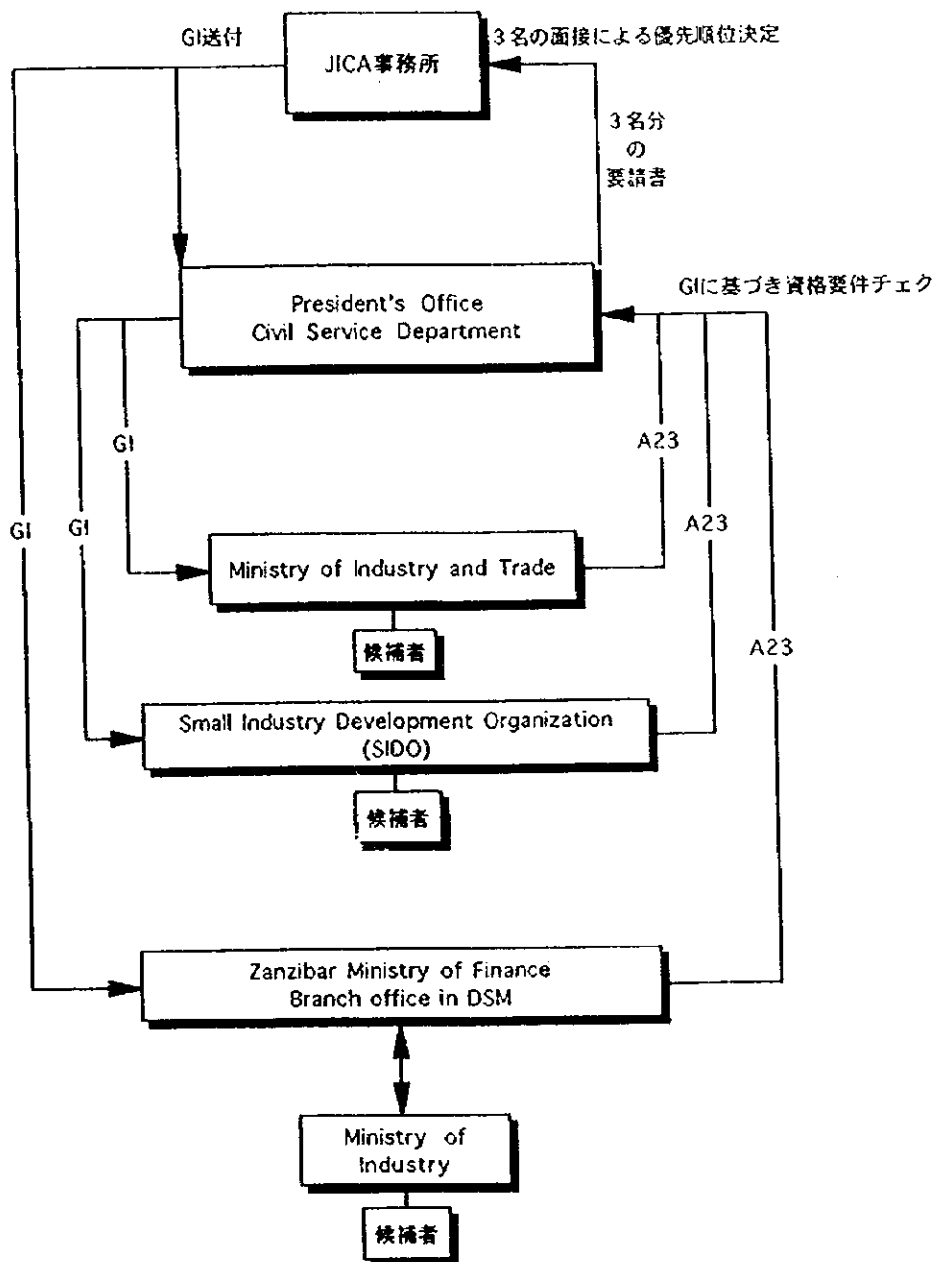 GI送付
JICA事務所
3名の面接による優先順位決定
3名分
の
要請書
President's Office
Civil Service Department
GIに基づき資格要件チェク
GI
GI
GI
A23
A23
A23
Ministry of Industry and Trade
候補者
Small Industry Development Organization
(SIDO)
候補者
Zanzibar Ministry of Finance
Branch office in DSM
Ministry of
Industry
候補者